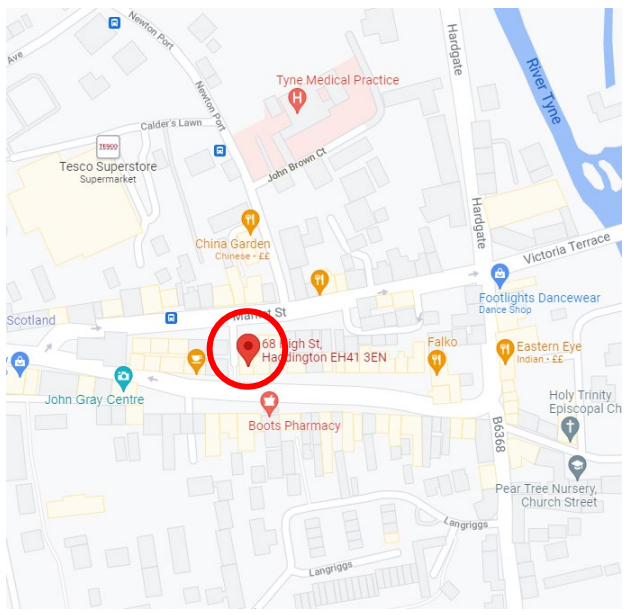 Newton Port
Hardgate
Ave
Tyne Medical Practice
H
River Tyne
Newton Port
Calder's Lawn
TESCO
John Brown Ct
Tesco Superstore
Supermarket
Hardgate
China Garden
Chinese • ££
Victoria Terrace
Footlights Dancewear
Dance Shop
Market St
Scotland
68 High St,
Haddington EH41 3EN
Falko
Eastern Eye
Indian • ££
John Gray Centre
Holy Trinity
Episcopal Ch
Boots Pharmacy
B6368
Pear Tree Nursery,
Church Street
Langriggs
Langriggs